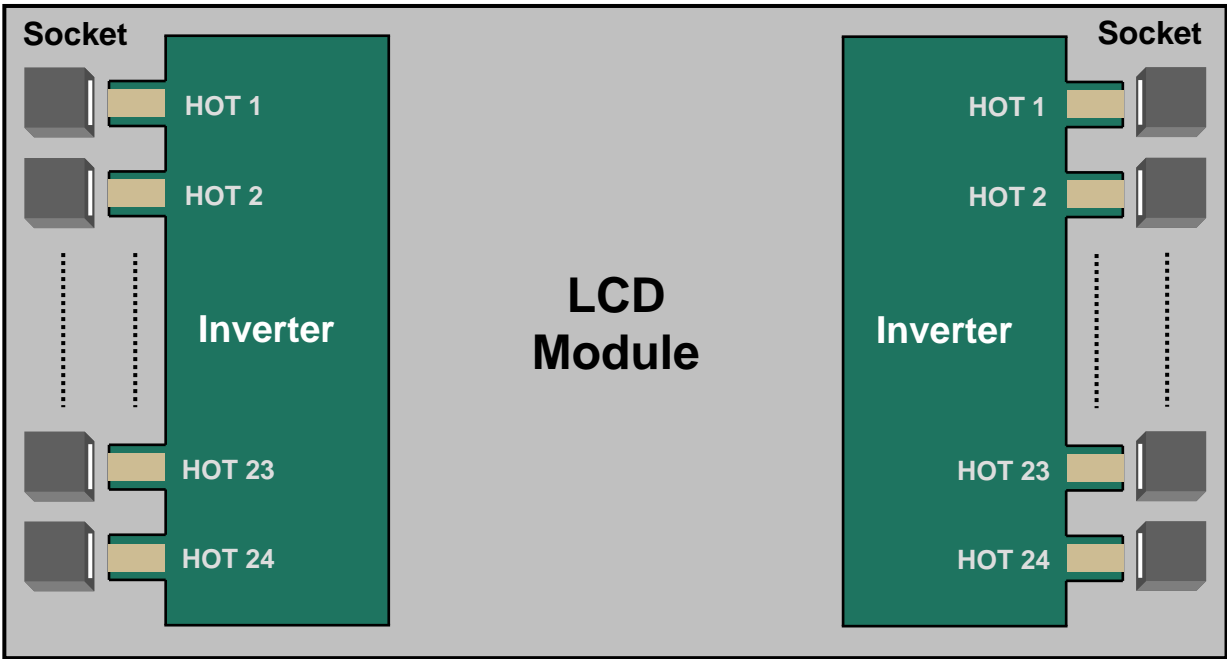 Socket
Socket
HOT 1
HOT 1
HOT 2
HOT 2
LCD
Module
Inverter
Inverter
HOT 23
HOT 23
HOT 24
HOT 24